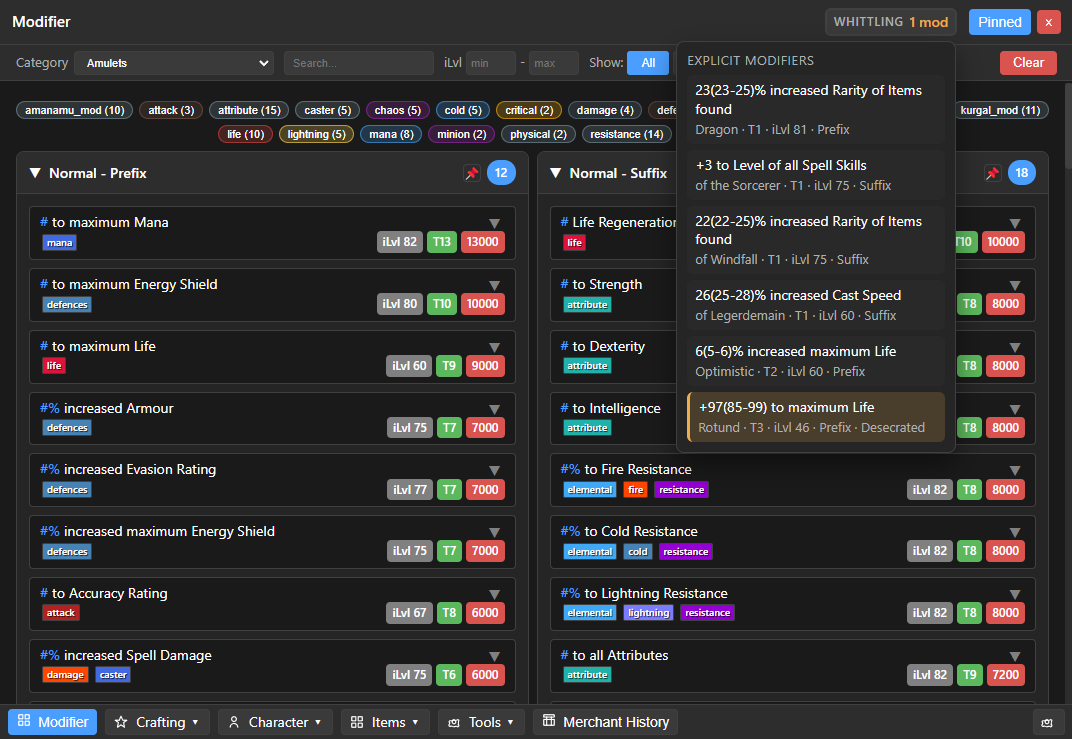 Modifier
WHITTLING 1 mod
Pinned
×
Category
Amulets
Search...
iLvl
min
-
max
Show:
All
Clear
amanamu_mod (10)
attack (3)
attribute (15)
caster (5)
chaos (5)
cold (5)
critical (2)
damage (4)
kurgal_mod (11)
life (10)
lightning (5)
mana (8)
minion (2)
physical (2)
resistance (14)
EXPLICIT MODIFIERS
23(23-25)% increased Rarity of Items
found
Dragon · T1 · iLvl 81 · Prefix
+3 to Level of all Spell Skills
of the Sorcerer · T1 · iLvl 75 · Suffix
22(22-25)% increased Rarity of Items
found
of Windfall · T1 · iLvl 75 · Suffix
26(25-28)% increased Cast Speed
of Legerdemain · T1 · iLvl 60 · Suffix
6(5-6)% increased maximum Life
Optimistic · T2 · iLvl 60 · Prefix
+97(85-99) to maximum Life
Rotund · T3 · iLvl 46 · Prefix · Desecrated
▼ Normal - Prefix
12
# to maximum Mana
mana
iLvl 82 T13 13000
# to maximum Energy Shield
defences
iLvl 80 T10 10000
# to maximum Life
life
iLvl 60 T9 9000
#% increased Armour
defences
iLvl 75 T7 7000
#% increased Evasion Rating
defences
iLvl 77 T7 7000
#% increased maximum Energy Shield
defences
iLvl 75 T7 7000
# to Accuracy Rating
attack
iLvl 67 T8 6000
#% increased Spell Damage
damage caster
iLvl 75 T6 6000
▼ Normal - Suffix
18
# Life Regeneration
life
T10 10000
# to Strength
attribute
T8 8000
# to Dexterity
attribute
T8 8000
# to Intelligence
attribute
T8 8000
#% to Fire Resistance
elemental fire resistance
iLvl 82 T8 8000
#% to Cold Resistance
elemental cold resistance
iLvl 82 T8 8000
#% to Lightning Resistance
elemental lightning resistance
iLvl 82 T8 8000
# to all Attributes
attribute
iLvl 82 T9 7200
Modifier
Crafting ▾
Character ▾
Items ▾
Tools ▾
Merchant History